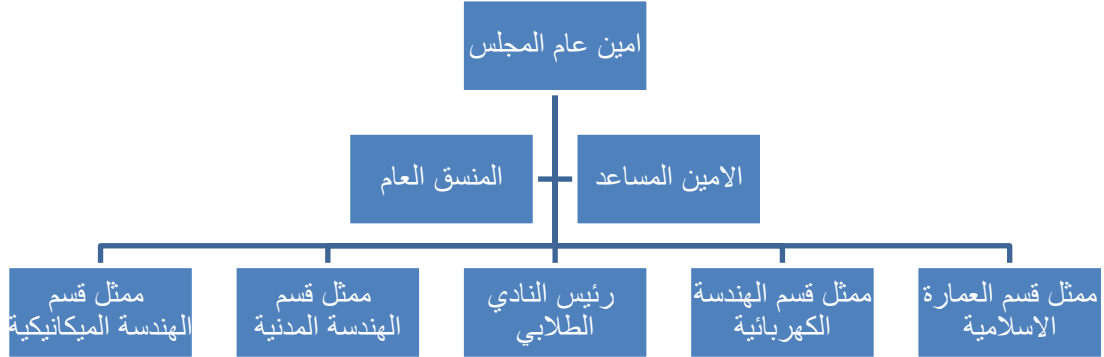 امين عام المجلس
الامين المساعد
المنسق العام
ممثل قسم العمارة
الاسلامية
ممثل قسم الهندسة
الكهربائية
رئيس النادي
الطلابي
ممثل قسم
الهندسة المدنية
ممثل قسم
الهندسة الميكانيكية